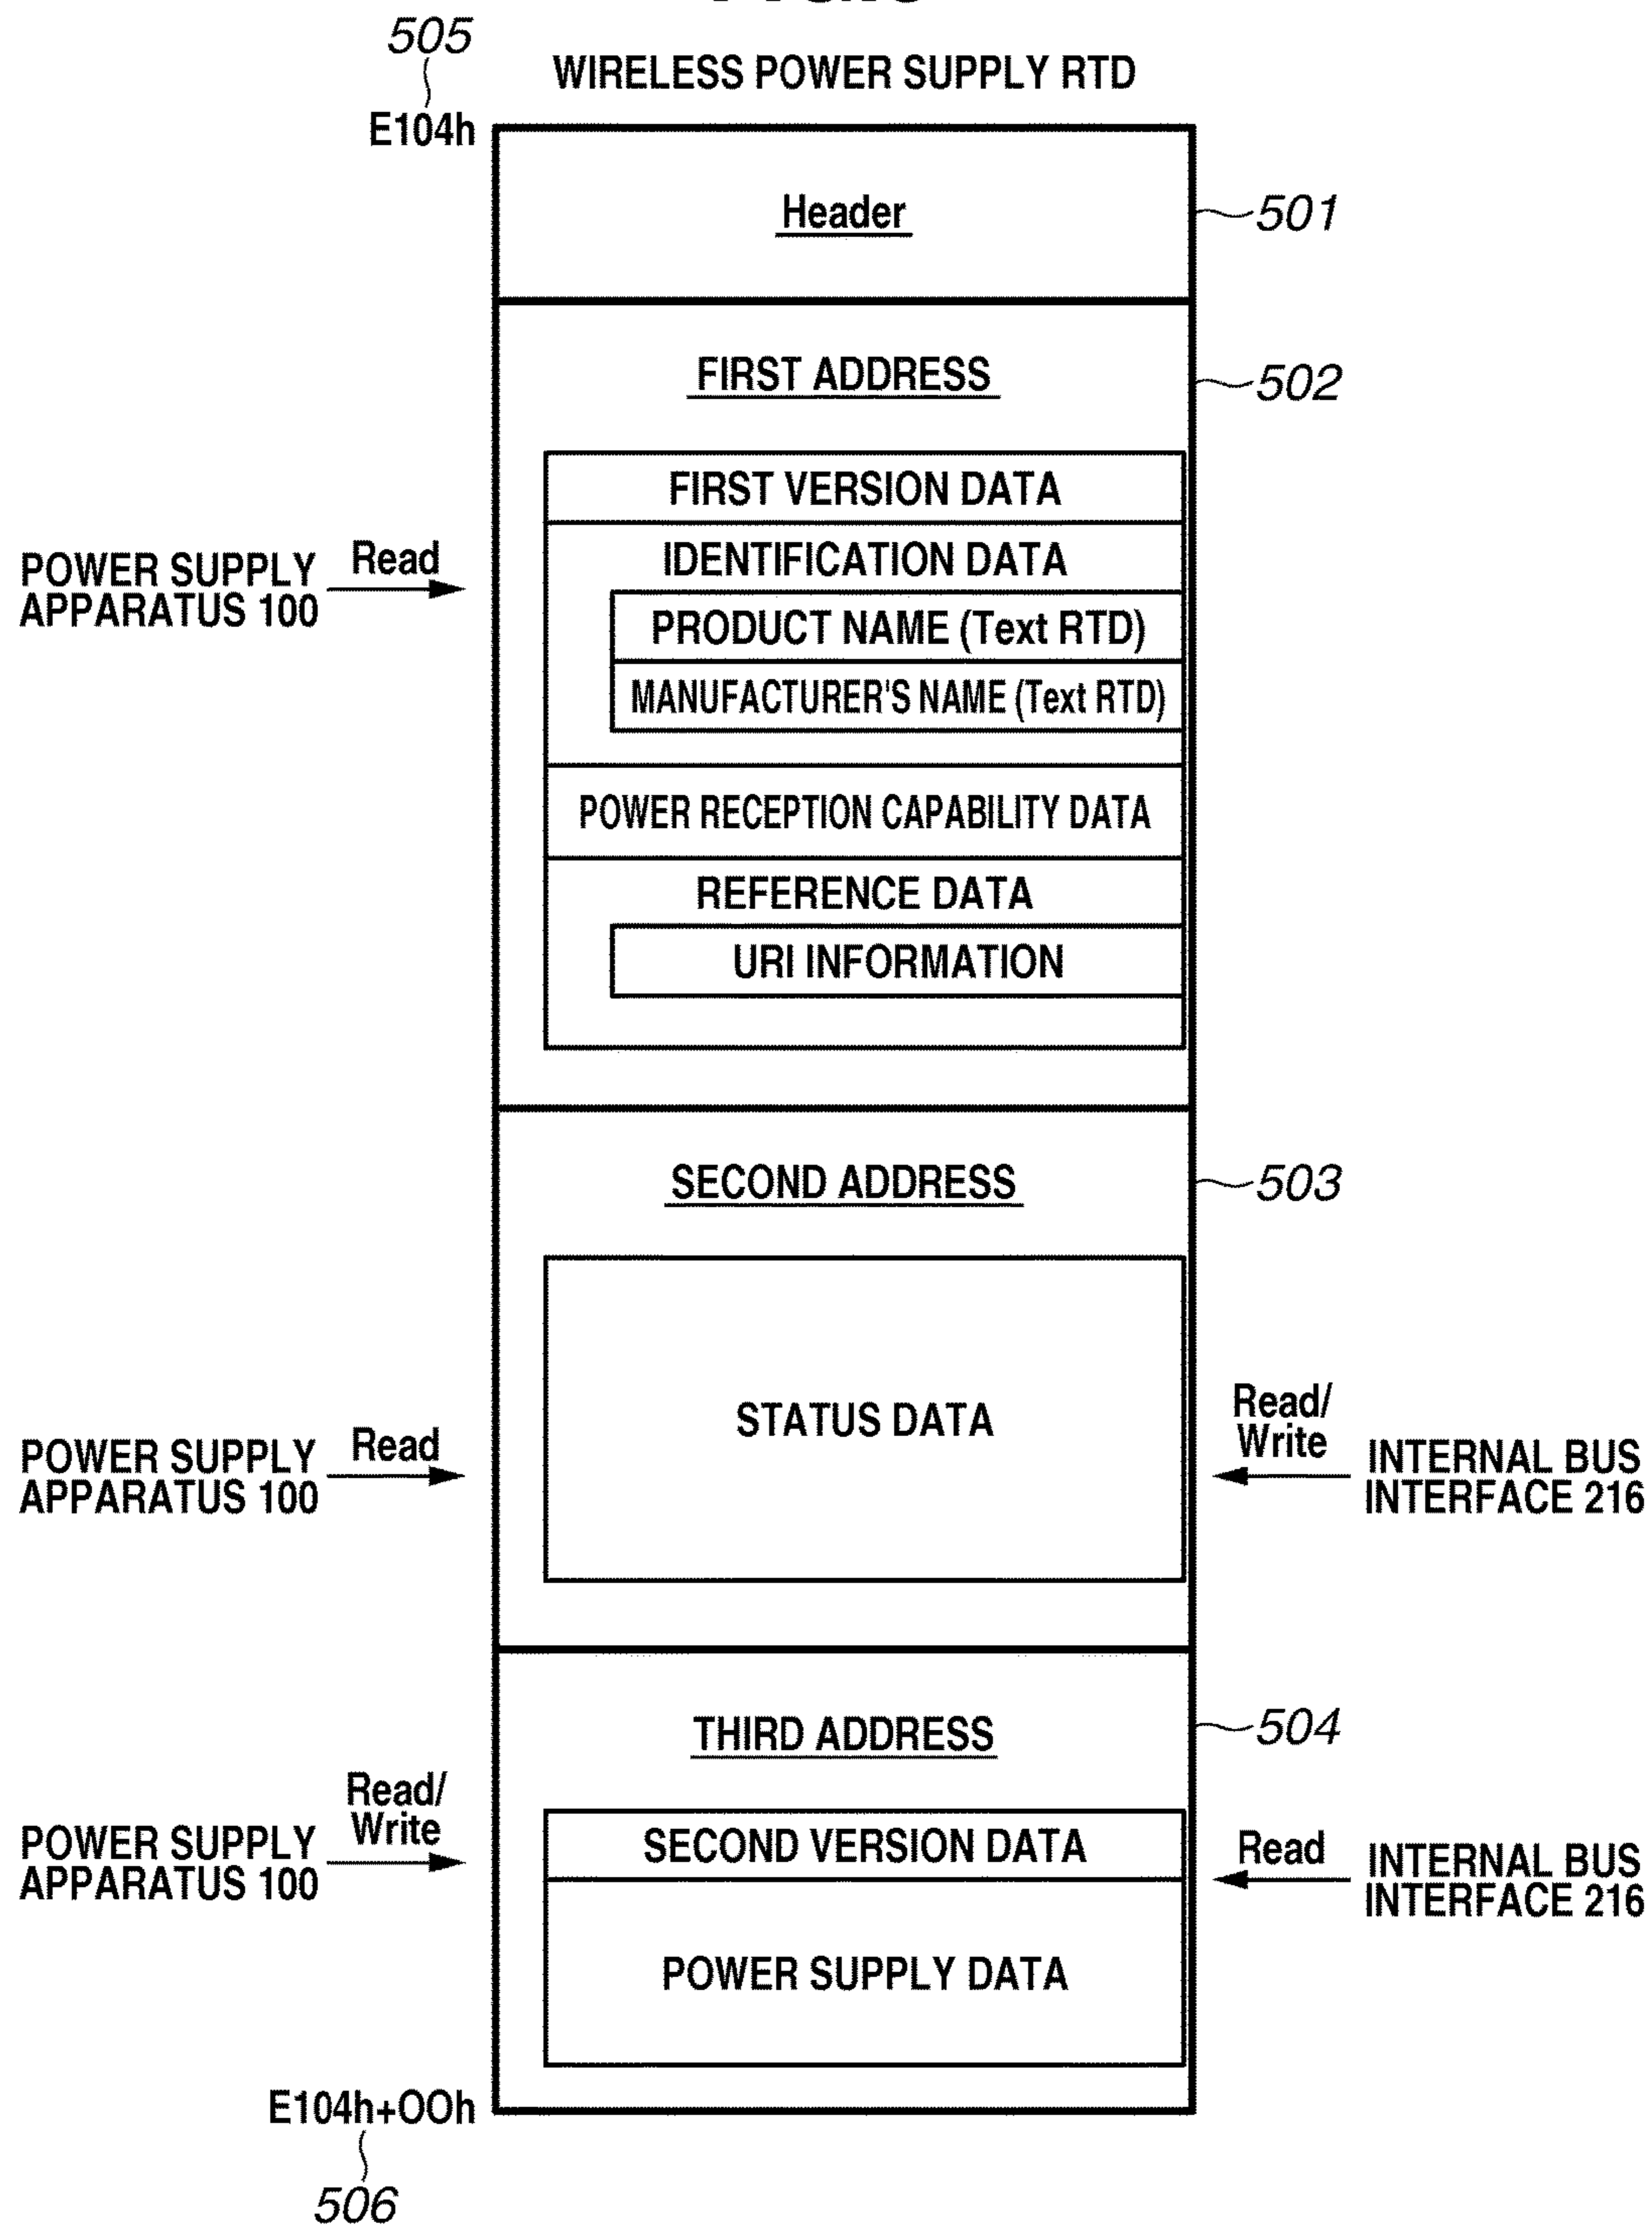 505
WIRELESS POWER SUPPLY RTD
E104h
Header
501
FIRST ADDRESS
502
FIRST VERSION DATA
IDENTIFICATION DATA
POWER SUPPLY
APPARATUS 100
Read
PRODUCT NAME (Text RTD)
MANUFACTURER'S NAME (Text RTD)
POWER RECEPTION CAPABILITY DATA
REFERENCE DATA
URI INFORMATION
SECOND ADDRESS
503
POWER SUPPLY
APPARATUS 100
Read
STATUS DATA
Read/
Write
INTERNAL BUS
INTERFACE 216
THIRD ADDRESS
504
POWER SUPPLY
APPARATUS 100
Read/
Write
SECOND VERSION DATA
Read
INTERNAL BUS
INTERFACE 216
POWER SUPPLY DATA
E104h+OOh
506